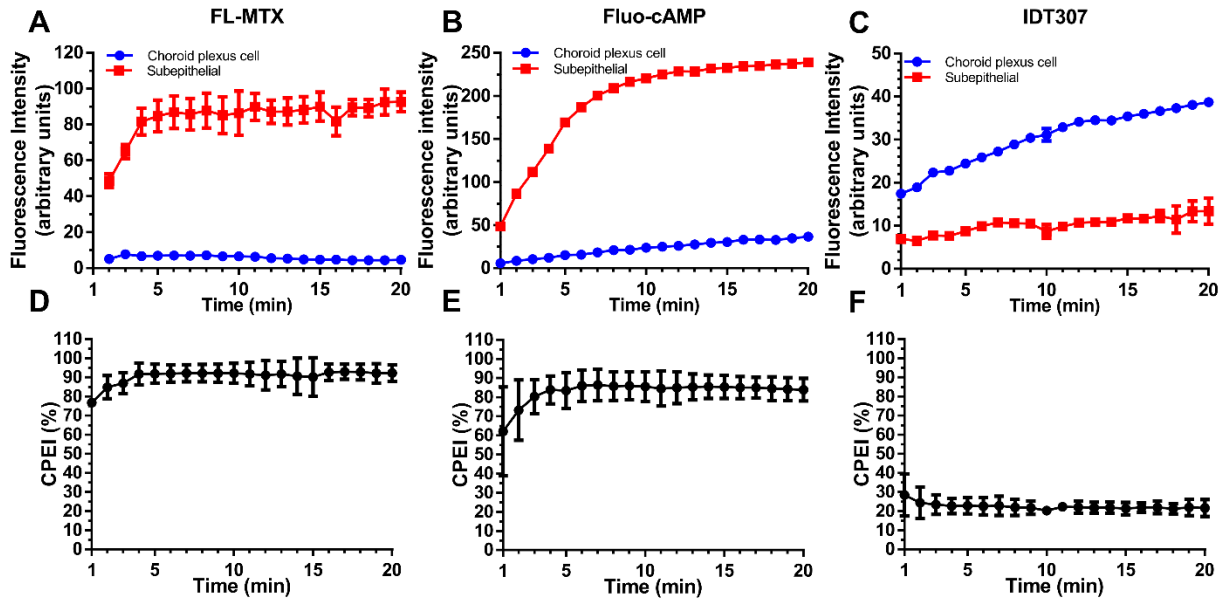 A
FL-MTX
Choroid plexus cell
Subepithelial
Fluorescence Intensity
(arbitrary units)
120
100
80
60
40
20
0
1
5
10
15
20
Time (min)
B
Fluo-cAMP
Choroid plexus cell
Subepithelial
Fluorescence intensity
(arbitrary units)
250
200
150
100
50
0
1
5
10
15
20
Time (min)
C
IDT307
Choroid plexus cell
Subepithelial
Fluorescence Intensity
(arbitrary units)
50
40
30
20
10
0
1
5
10
15
20
Time (min)
D
CPEI (%)
110
100
90
80
70
60
50
40
30
20
10
0
1
5
10
15
20
Time (min)
E
CPEI (%)
110
100
90
80
70
60
50
40
30
20
10
0
1
5
10
15
20
Time (min)
F
CPEI (%)
110
100
90
80
70
60
50
40
30
20
10
0
1
5
10
15
20
Time (min)